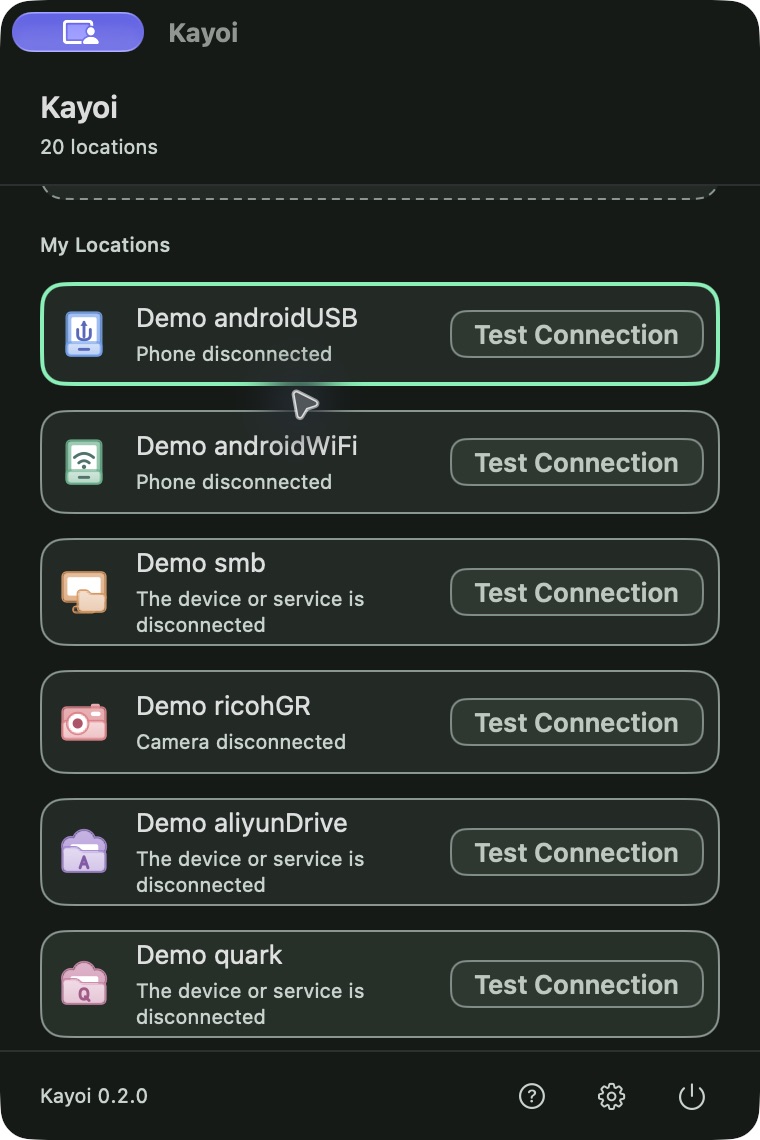 Kayoi
Kayoi
20 locations
My Locations
Demo androidUSB
Phone disconnected
Test Connection
Demo androidWiFi
Phone disconnected
Test Connection
Demo smb
The device or service is
disconnected
Test Connection
Demo ricohGR
Camera disconnected
Test Connection
Demo aliyunDrive
The device or service is
disconnected
Test Connection
A
Demo quark
The device or service is
disconnected
Test Connection
Q
Kayoi 0.2.0
?